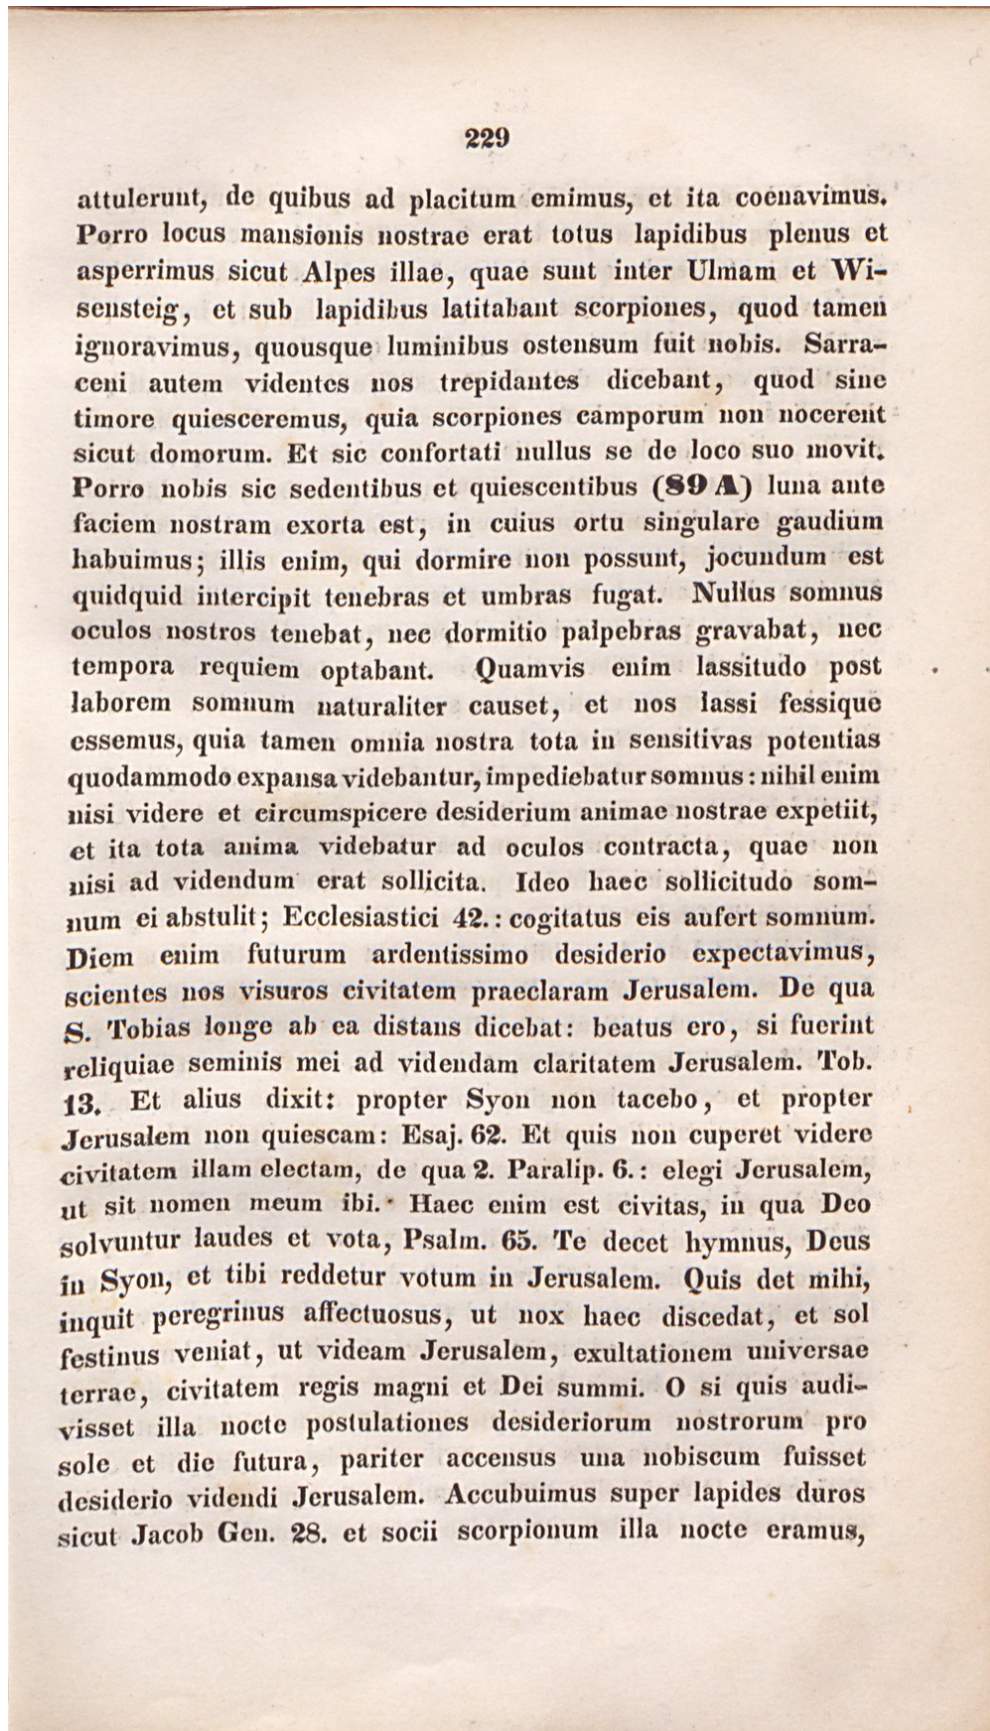 229
attulerunt, de quibus ad placitum emimus, et ita coenavimus.
Porro locus mansionis nostrae erat totus lapidibus plenus et
asperrimus sicut Alpes illae, quae sunt inter Ulmam et Wi-
sensteig, et sub lapidibus latitabant scorpiones, quod tamen
ignoravimus, quousque luminibus ostensum fuit nobis. Sarra-
ceni autem videntes nos trepidantes dicebant, quod sine
timore quiesceremus, quia scorpiones camporum non nocerent
sicut domorum. Et sic confortati nullus se de loco suo movit.
Porro nobis sic sedentibus et quiescentibus (89 A) luna ante
faciem nostram exorta est, in cuius ortu singulare gaudium
habuimus; illis enim, qui dormire non possunt, jocundum est
quidquid intercipit tenebras et umbras fugat. Nullus somnus
oculos nostros tenebat, nec dormitio palpebras gravabat, nec
tempora requiem optabant. Quamvis enim lassitudo post
laborem somnum naturaliter causet, et nos lassi fessique
essemus, quia tamen omnia nostra tota in sensitivas potentias
quodammodo expansa videbantur, impediebatur somnus: nihil enim
nisi videre et circumspicere desiderium animae nostrae expetiit,
et ita tota anima videbatur ad oculos contracta, quae non
nisi ad videndum erat sollicita. Ideo haec sollicitudo som-
num ei abstulit; Ecclesiastici 42.: cogitatus eis aufert somnum.
Diem enim futurum ardentissimo desiderio expectavimus,
scientes nos visuros civitatem praeclaram Jerusalem. De qua
S. Tobias longe ab ea distans dicebat: beatus ero, si fuerint
reliquiae seminis mei ad videndam claritatem Jerusalem. Tob.
13. Et alius dixit: propter Syon non tacebo, et propter
Jerusalem non quiescam: Esaj. 62. Et quis non cuperet videre
civitatem illam electam, de qua 2. Paralip. 6.: elegi Jerusalem,
ut sit nomen meum ibi. Haec enim est civitas, in qua Deo
solvuntur laudes et vota, Psalm. 65. Te decet hymnus, Deus
in Syon, et tibi reddetur votum in Jerusalem. Quis det mihi,
inquit peregrinus affectuosus, ut nox haec discedat, et sol
festinus veniat, ut videam Jerusalem, exultationem universae
terrae, civitatem regis magni et Dei summi. O si quis audi-
visset illa nocte postulationes desideriorum nostrorum pro
sole et die futura, pariter accensus una nobiscum fuisset
desiderio videndi Jerusalem. Accubuimus super lapides duros
sicut Jacob Gen. 28. et socii scorpionum illa nocte eramus,